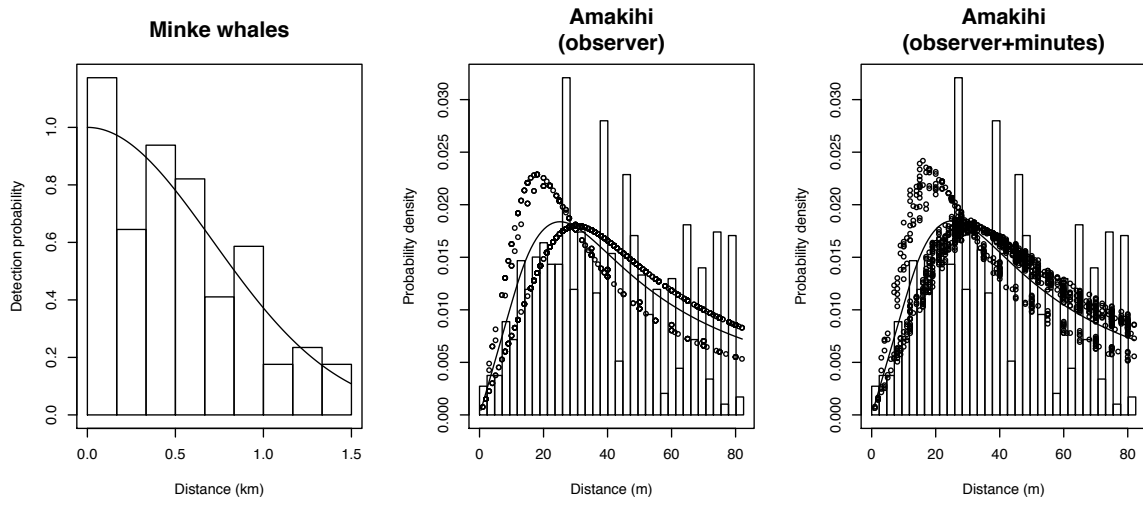 Minke whales
Detection probability
1.0
0.8
0.6
0.4
0.2
0.0
0.0 0.5 1.0 1.5
Distance (km)
Amakihi
(observer)
Probability density
0.030
0.025
0.020
0.015
0.010
0.005
0.000
0 20 40 60 80
Distance (m)
Amakihi
(observer+minutes)
Probability density
0.030
0.025
0.020
0.015
0.010
0.005
0.000
0 20 40 60 80
Distance (m)